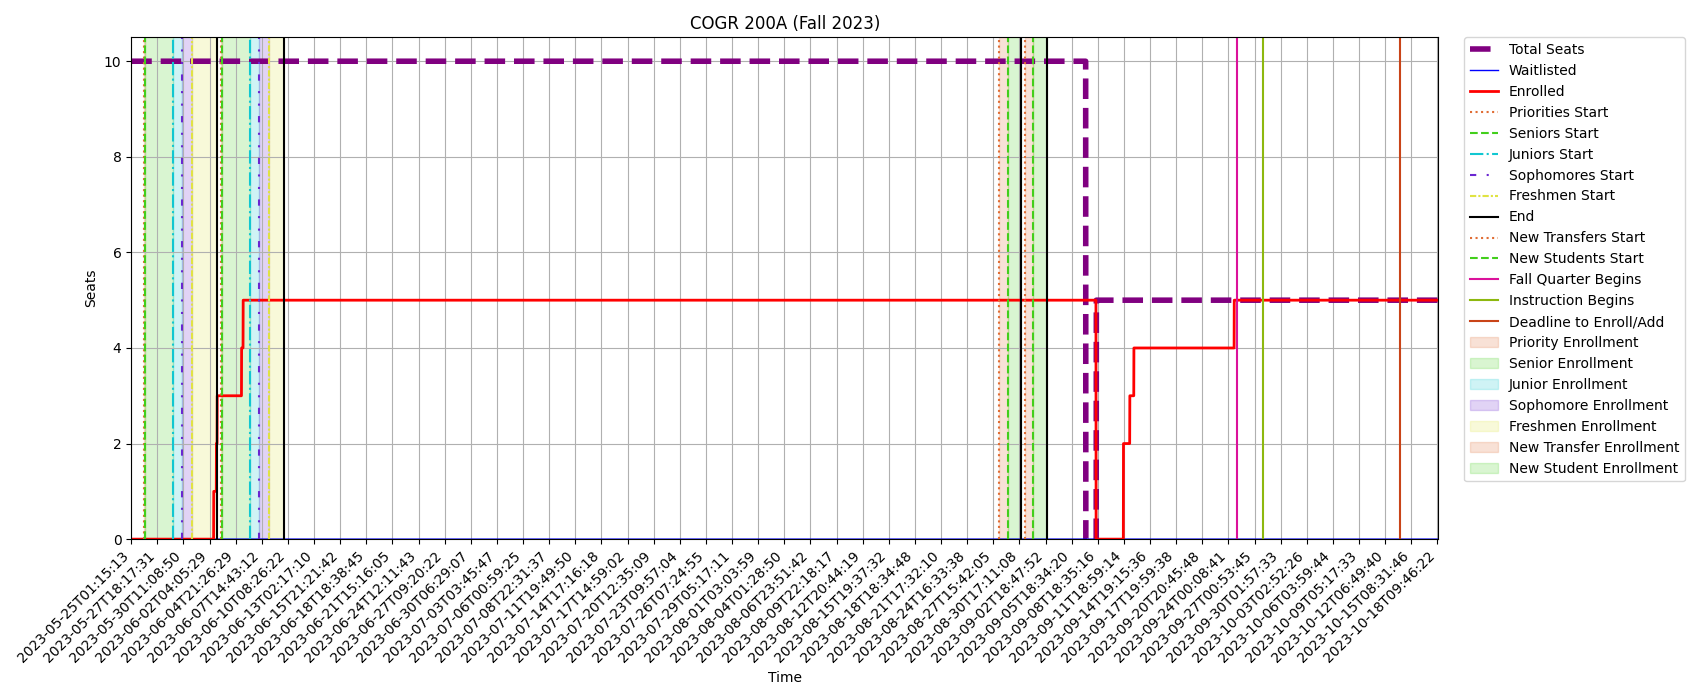 COGR 200A (Fall 2023)
Seats
10
8
6
4
2
0
2023-05-25T01:15:13
2023-05-27T18:17:31
2023-05-30T11:08:50
2023-06-02T04:05:29
2023-06-04T21:26:29
2023-06-07T14:43:12
2023-06-10T08:26:22
2023-06-13T02:17:10
2023-06-15T21:21:42
2023-06-18T18:38:45
2023-06-21T15:16:05
2023-06-24T12:11:43
2023-06-27T09:20:22
2023-06-30T06:29:07
2023-07-03T03:45:47
2023-07-06T00:59:25
2023-07-08T22:31:37
2023-07-11T19:49:50
2023-07-14T17:16:18
2023-07-17T14:59:02
2023-07-20T12:35:09
2023-07-23T09:57:04
2023-07-26T07:24:55
2023-07-29T05:17:11
2023-08-01T03:03:59
2023-08-04T01:28:50
2023-08-06T23:51:42
2023-08-09T22:18:17
2023-08-12T20:44:19
2023-08-15T19:37:32
2023-08-18T18:34:48
2023-08-21T17:32:10
2023-08-24T16:33:38
2023-08-27T15:42:05
2023-08-30T17:11:08
2023-09-02T18:47:52
2023-09-05T18:34:20
2023-09-08T18:35:16
2023-09-11T18:59:14
2023-09-14T19:15:36
2023-09-17T19:59:38
2023-09-20T20:45:48
2023-09-24T00:08:41
2023-09-27T00:53:45
2023-09-30T01:57:33
2023-10-03T02:52:26
2023-10-06T03:59:44
2023-10-09T05:17:33
2023-10-12T06:49:40
2023-10-15T08:31:46
2023-10-18T09:46:22
Time
Total Seats
Waitlisted
Enrolled
Priorities Start
Seniors Start
Juniors Start
Sophomores Start
Freshmen Start
End
New Transfers Start
New Students Start
Fall Quarter Begins
Instruction Begins
Deadline to Enroll/Add
Priority Enrollment
Senior Enrollment
Junior Enrollment
Sophomore Enrollment
Freshmen Enrollment
New Transfer Enrollment
New Student Enrollment